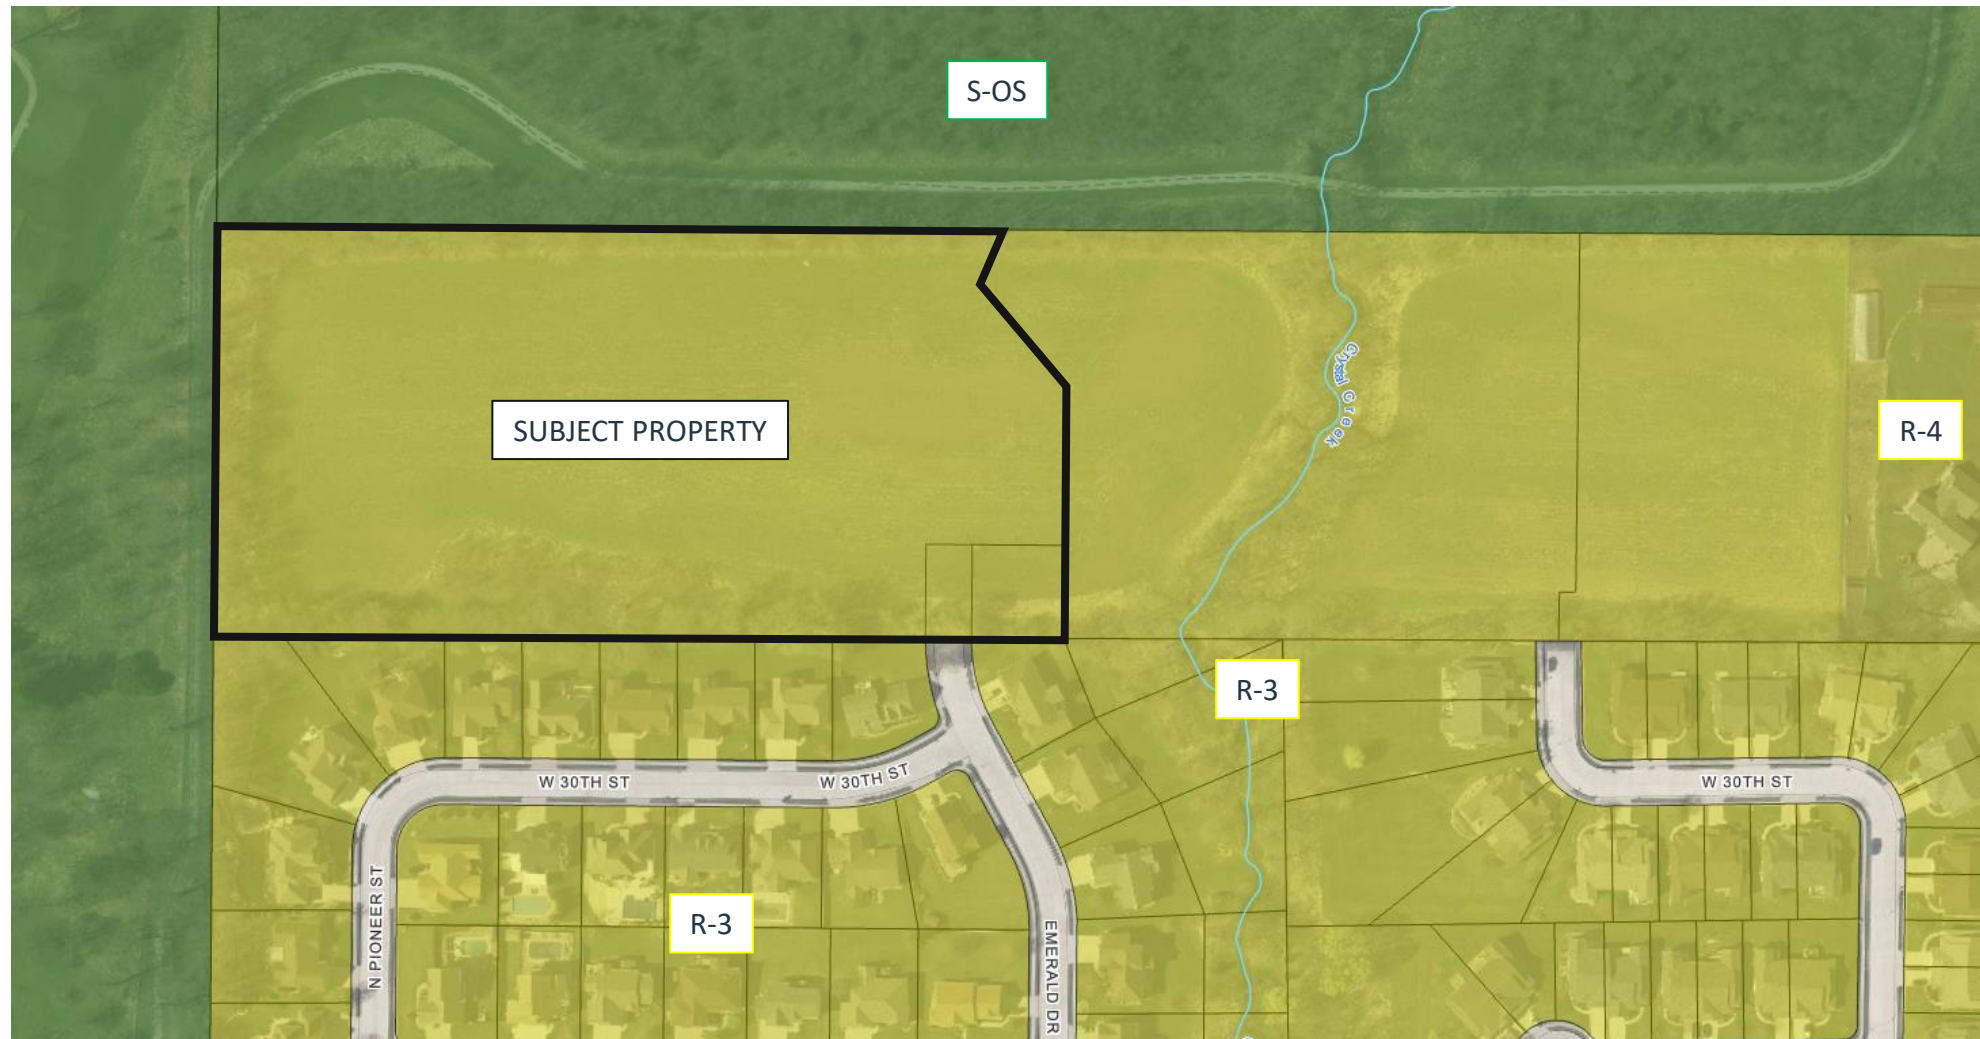 S-OS
SUBJECT PROPERTY
Crystal Creek
R-4
R-3
W 30TH ST
W 30TH ST
W 30TH ST
N PIONEER ST
R-3
EMERALD DR